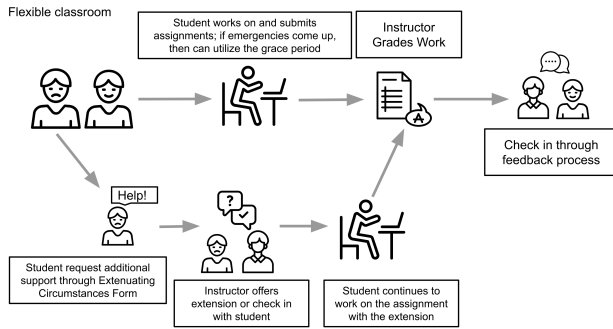 Flexible classroom
Student works on and submits
assignments; if emergencies come up,
then can utilize the grace period
Instructor
Grades Work
A
Check in through
feedback process
Help!
?
Student request additional
support through Extenuating
Circumstances Form
Instructor offers
extension or check in
with student
Student continues to
work on the assignment
with the extension